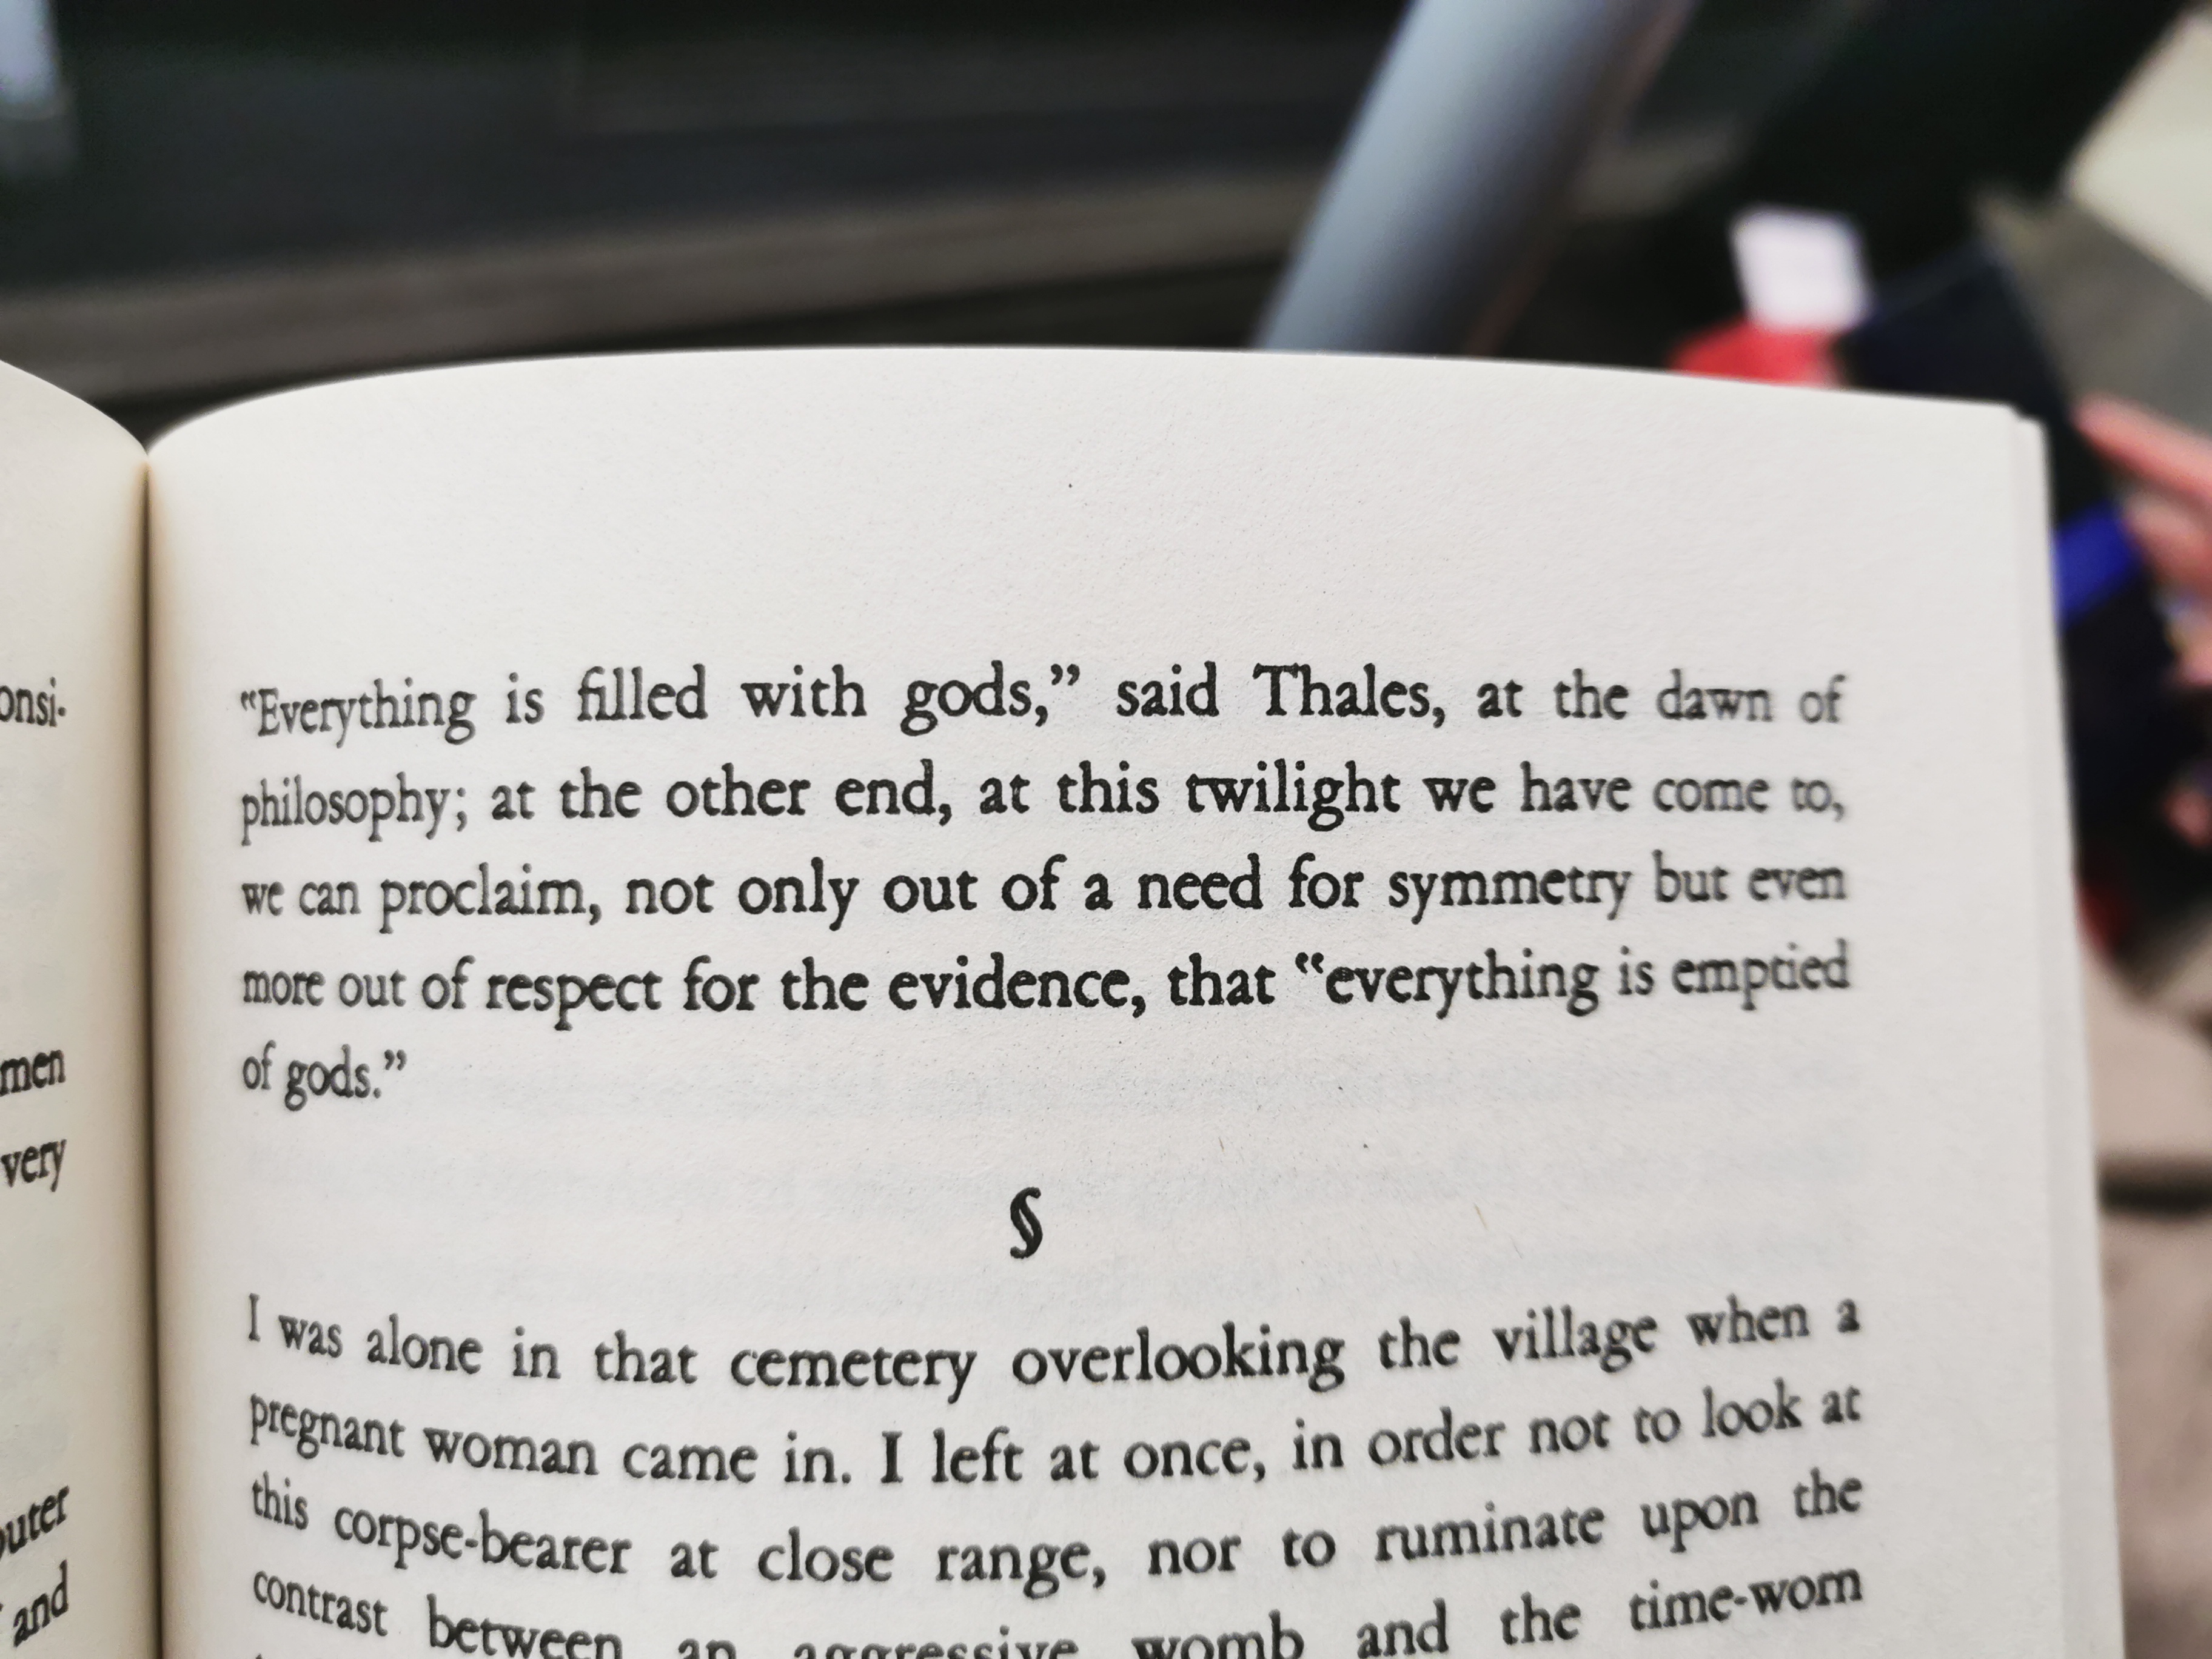 onsi-
men
very
outer
and
“Everything is filled with gods,” said Thales, at the dawn of
philosophy; at the other end, at this twilight we have come to,
we can proclaim, not only out of a need for symmetry but even
more out of respect for the evidence, that “everything is emptied
of gods.”
§
I was alone in that cemetery overlooking the village when a
pregnant woman came in. I left at once, in order not to look at
this corpse-bearer at close range, nor to ruminate upon the
contrast between an aggressive womb and the time-worn